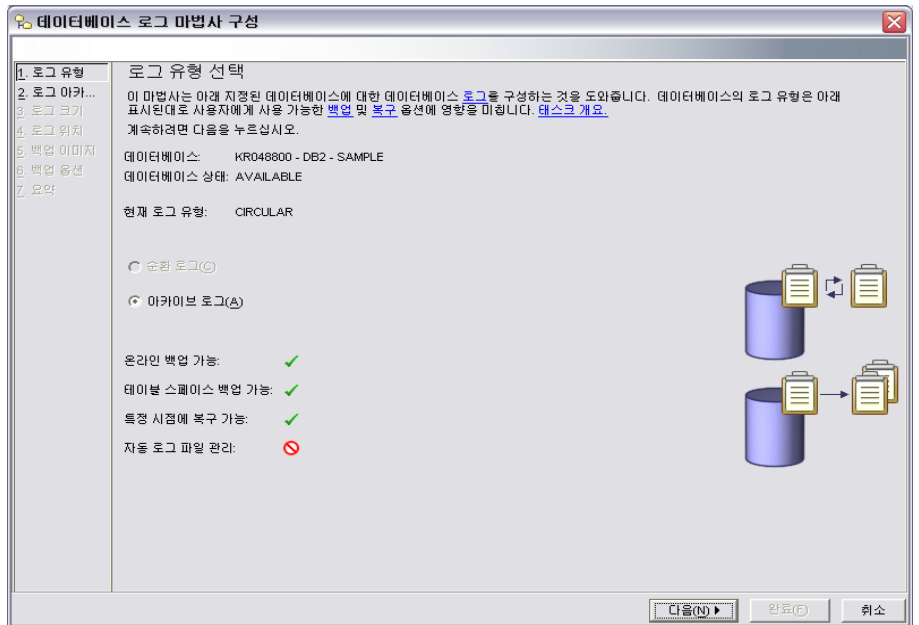 데이터베이스 로그 마법사 구성
1. 로그 유형
2. 로그 아카...
3. 로그 크기
4. 로그 위치
5. 백업 이미지
6. 백업 옵션
7. 요약
로그 유형 선택
이 마법사는 아래 지정된 데이터베이스에 대한 데이터베이스 로그를 구성하는 것을 도와줍니다. 데이터베이스의 로그 유형은 아래
표시된대로 사용자에게 사용 가능한 백업 및 복구 옵션에 영향을 미칩니다. 태스크 개요.
계속하려면 다음을 누르십시오.
데이터베이스: KR048800 - DB2 - SAMPLE
데이터베이스 상태: AVAILABLE
현재 로그 유형: CIRCULAR
순환 로그(C)
아카이브 로그(A)
온라인 백업 가능:
테이블 스페이스 백업 가능:
특정 시점에 복구 가능:
자동 로그 파일 관리:
다음(N)
완료(F)
취소